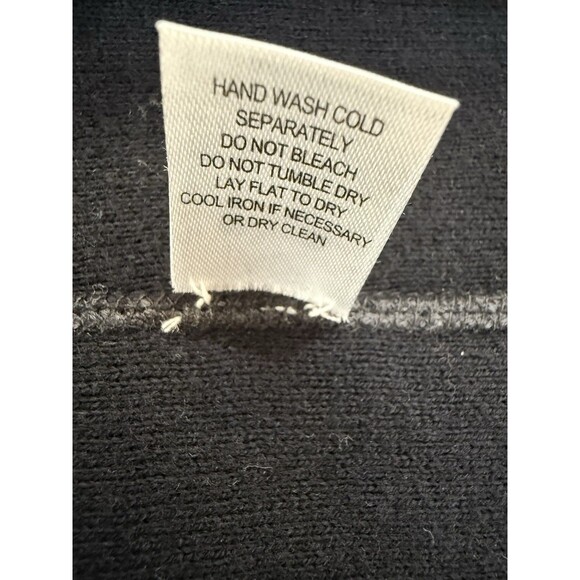 HAND WASH COLD
SEPARATELY
DO NOT BLEACH
DO NOT TUMBLE DRY
LAY FLAT TO DRY
COOL IRON IF NECESSARY
OR DRY CLEAN